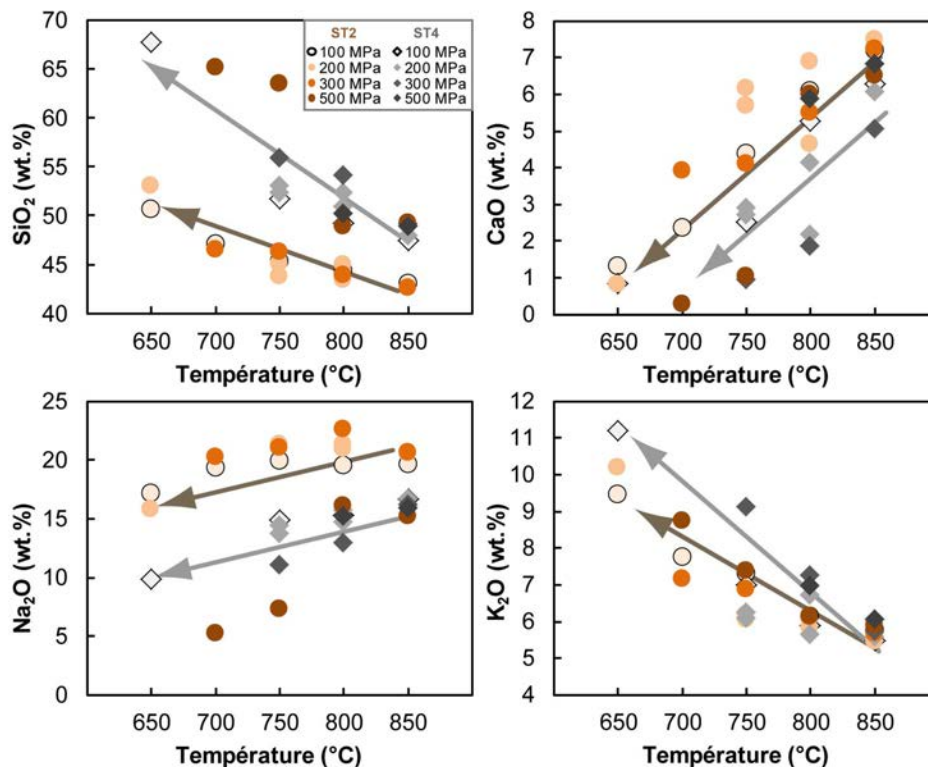 ST2 ST4
100 MPa 100 MPa
200 MPa 200 MPa
300 MPa 300 MPa
500 MPa 500 MPa
SiO₂ (wt.%)
75
70
65
60
55
50
45
40
650 700 750 800 850
Température (°C)
CaO (wt.%)
8
7
6
5
4
3
2
1
0
650 700 750 800 850
Température (°C)
Na₂O (wt.%)
25
20
15
10
5
0
650 700 750 800 850
Température (°C)
K₂O (wt.%)
12
11
10
9
8
7
6
5
4
650 700 750 800 850
Température (°C)